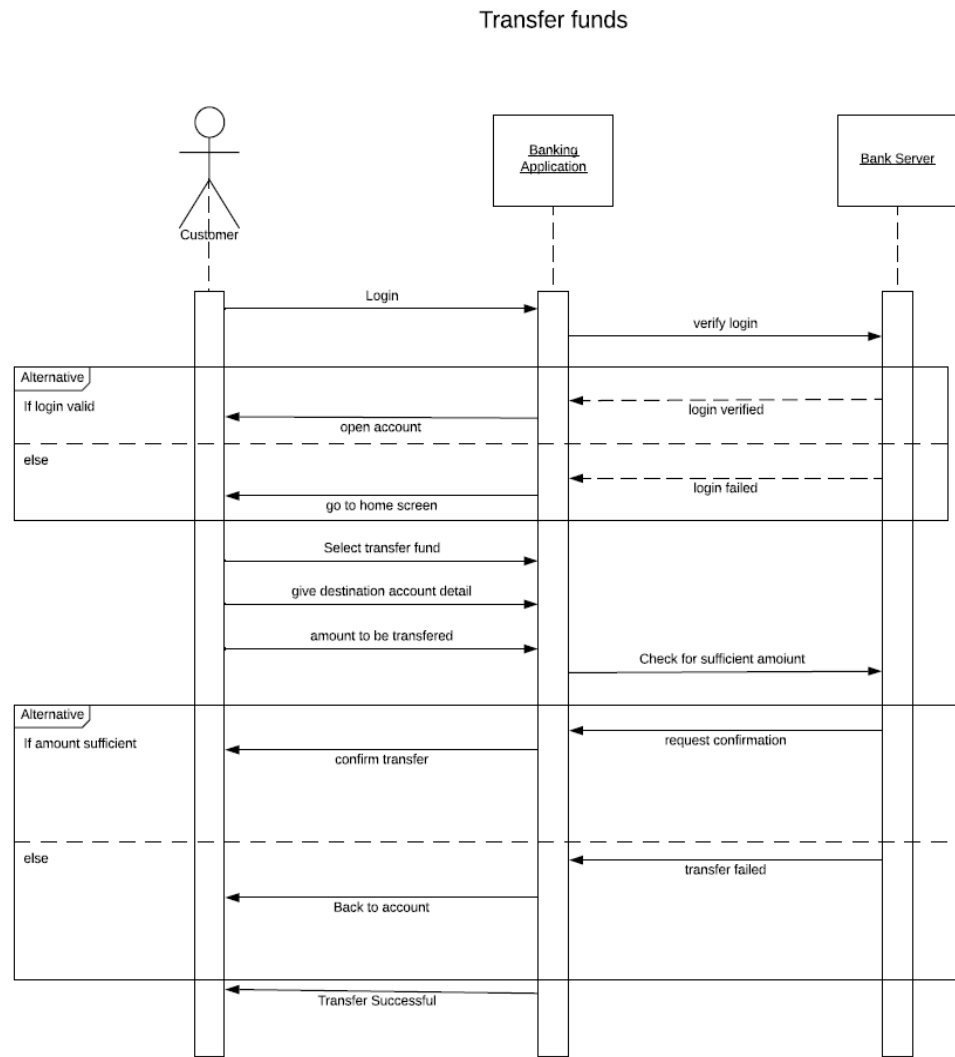 Transfer funds
Banking
Application
Bank Server
Customer
Login
verify login
Alternative
If login valid
login verified
open account
else
login failed
go to home screen
Select transfer fund
give destination account detail
amount to be transfered
Check for sufficient amoiunt
Alternative
If amount sufficient
request confirmation
confirm transfer
else
transfer failed
Back to account
Transfer Successful